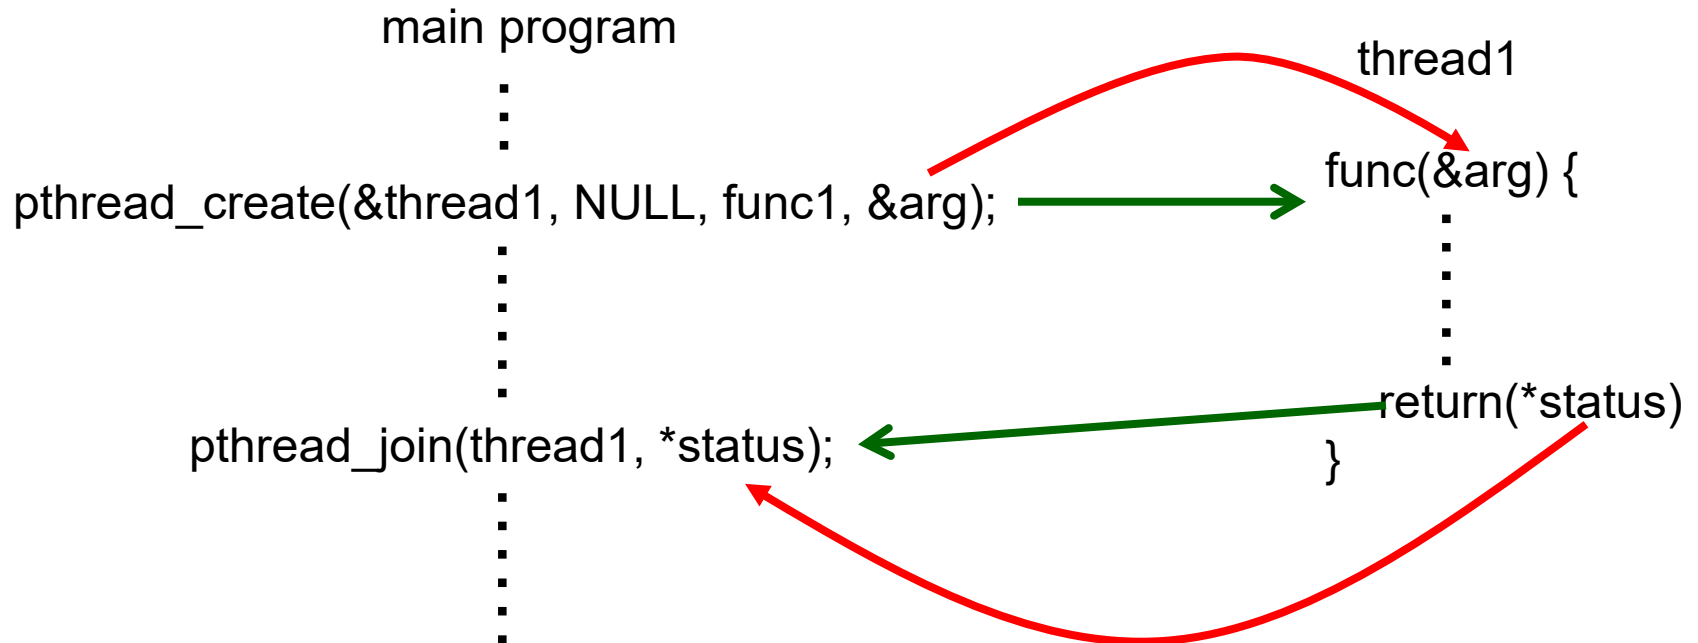 main program
thread1
func(&arg) {
pthread_create(&thread1, NULL, func1, &arg);
return(*status)
pthread_join(thread1, *status);
}